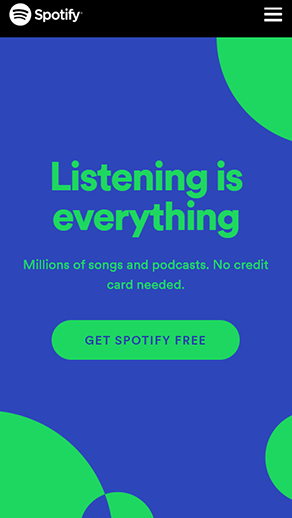 Spotify
Listening is
everything
Millions of songs and podcasts. No credit
card needed.
GET SPOTIFY FREE